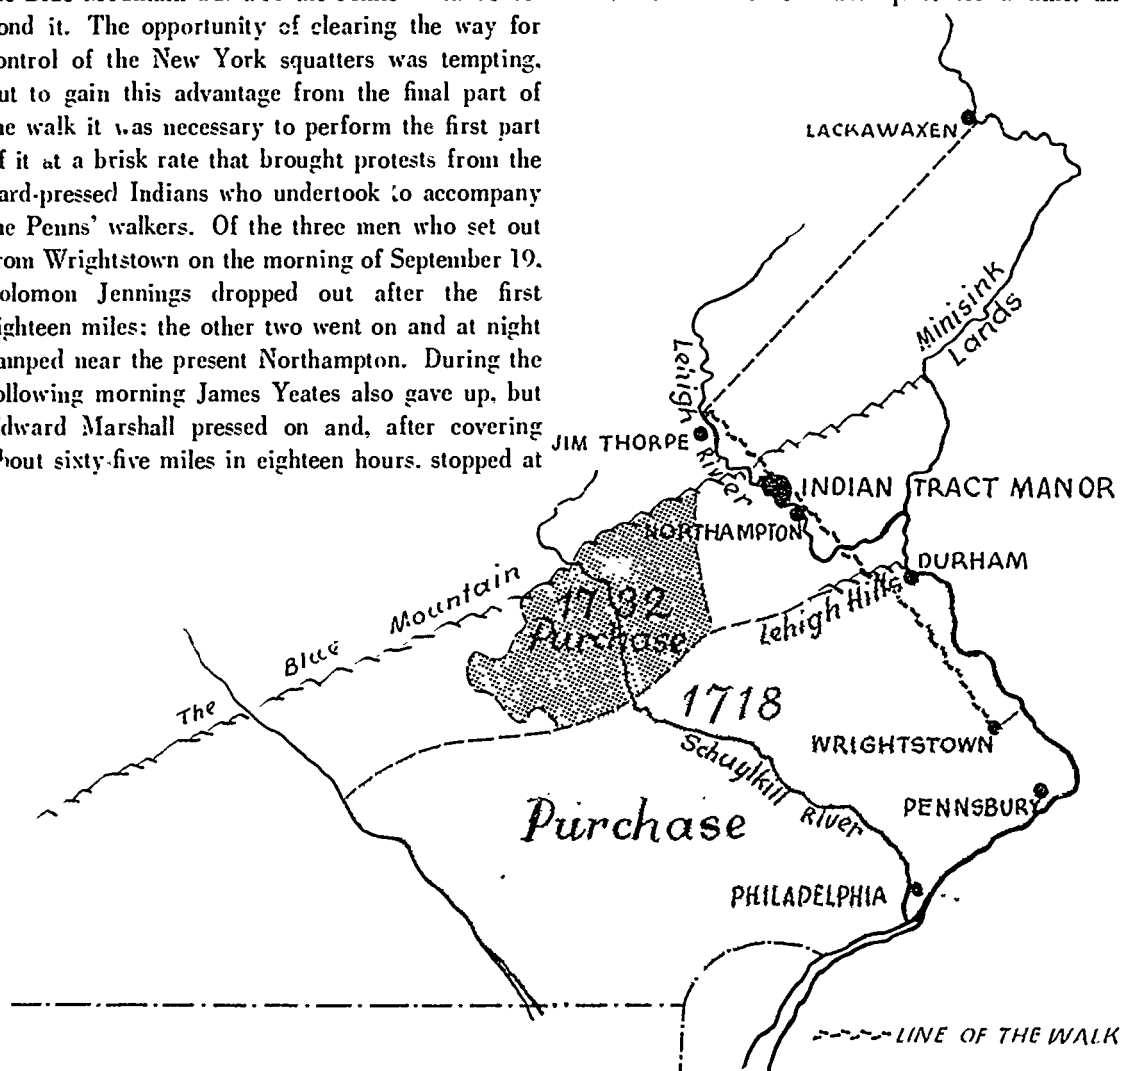 ond it. The opportunity of clearing the way for
ontrol of the New York squatters was tempting,
ut to gain this advantage from the final part of
he walk it was necessary to perform the first part
f it at a brisk rate that brought protests from the
ard-pressed Indians who undertook to accompany
he Penns' walkers. Of the three men who set out
rom Wrightstown on the morning of September 19,
olomon Jennings dropped out after the first
ighteen miles; the other two went on and at night
amped near the present Northampton. During the
ollowing morning James Yeates also gave up, but
dward Marshall pressed on and, after covering
bout sixty-five miles in eighteen hours, stopped at
LACKAWAXEN
Minisink
Lands
Lehigh
River
JIM THORPE
INDIAN TRACT MANOR
NORTHAMPTON
DURHAM
Lehigh Hills
The Blue Mountain
1732
Purchase
1718
Purchase
WRIGHTSTOWN
Schuylkill River
PENNSBURY
PHILADELPHIA
LINE OF THE WALK